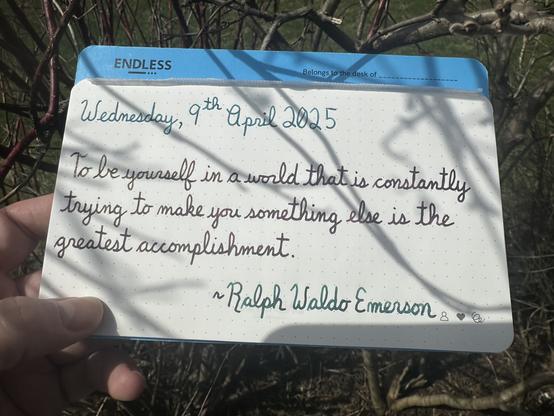 ENDLESS
Belongs to the desk of
Wednesday, 9th April 2025
To be yourself in a world that is constantly
trying to make you something else is the
greatest accomplishment.
~Ralph Waldo Emerson